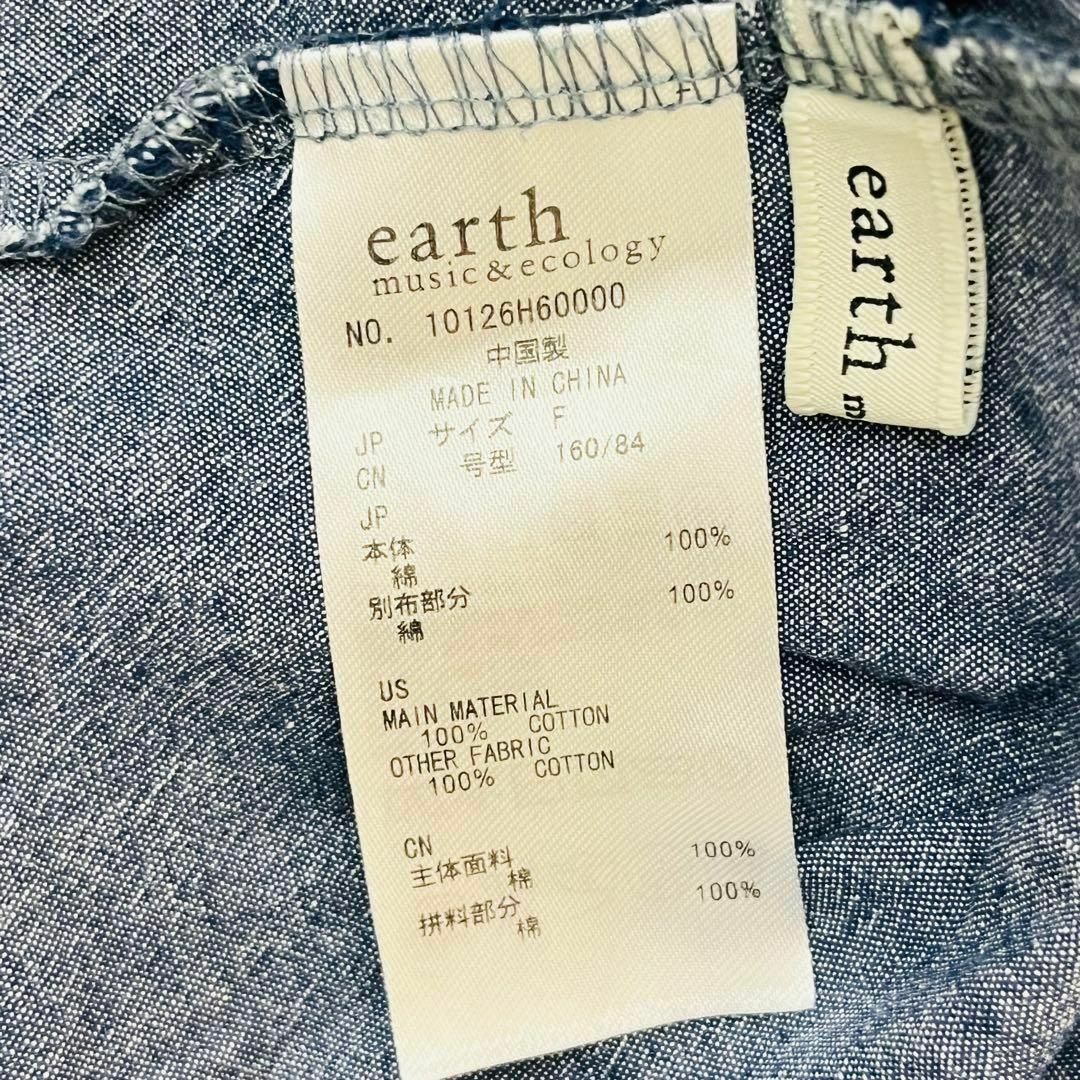 earth
music&ecology
NO. 10126H60000
中国製
MADE IN CHINA
JP サイズ F
CN 号型 160/84
JP
本体
綿 100%
別布部分
綿 100%
US
MAIN MATERIAL
100% COTTON
OTHER FABRIC
100% COTTON
CN
主体面料
棉 100%
拼料部分
棉 100%
earth
m